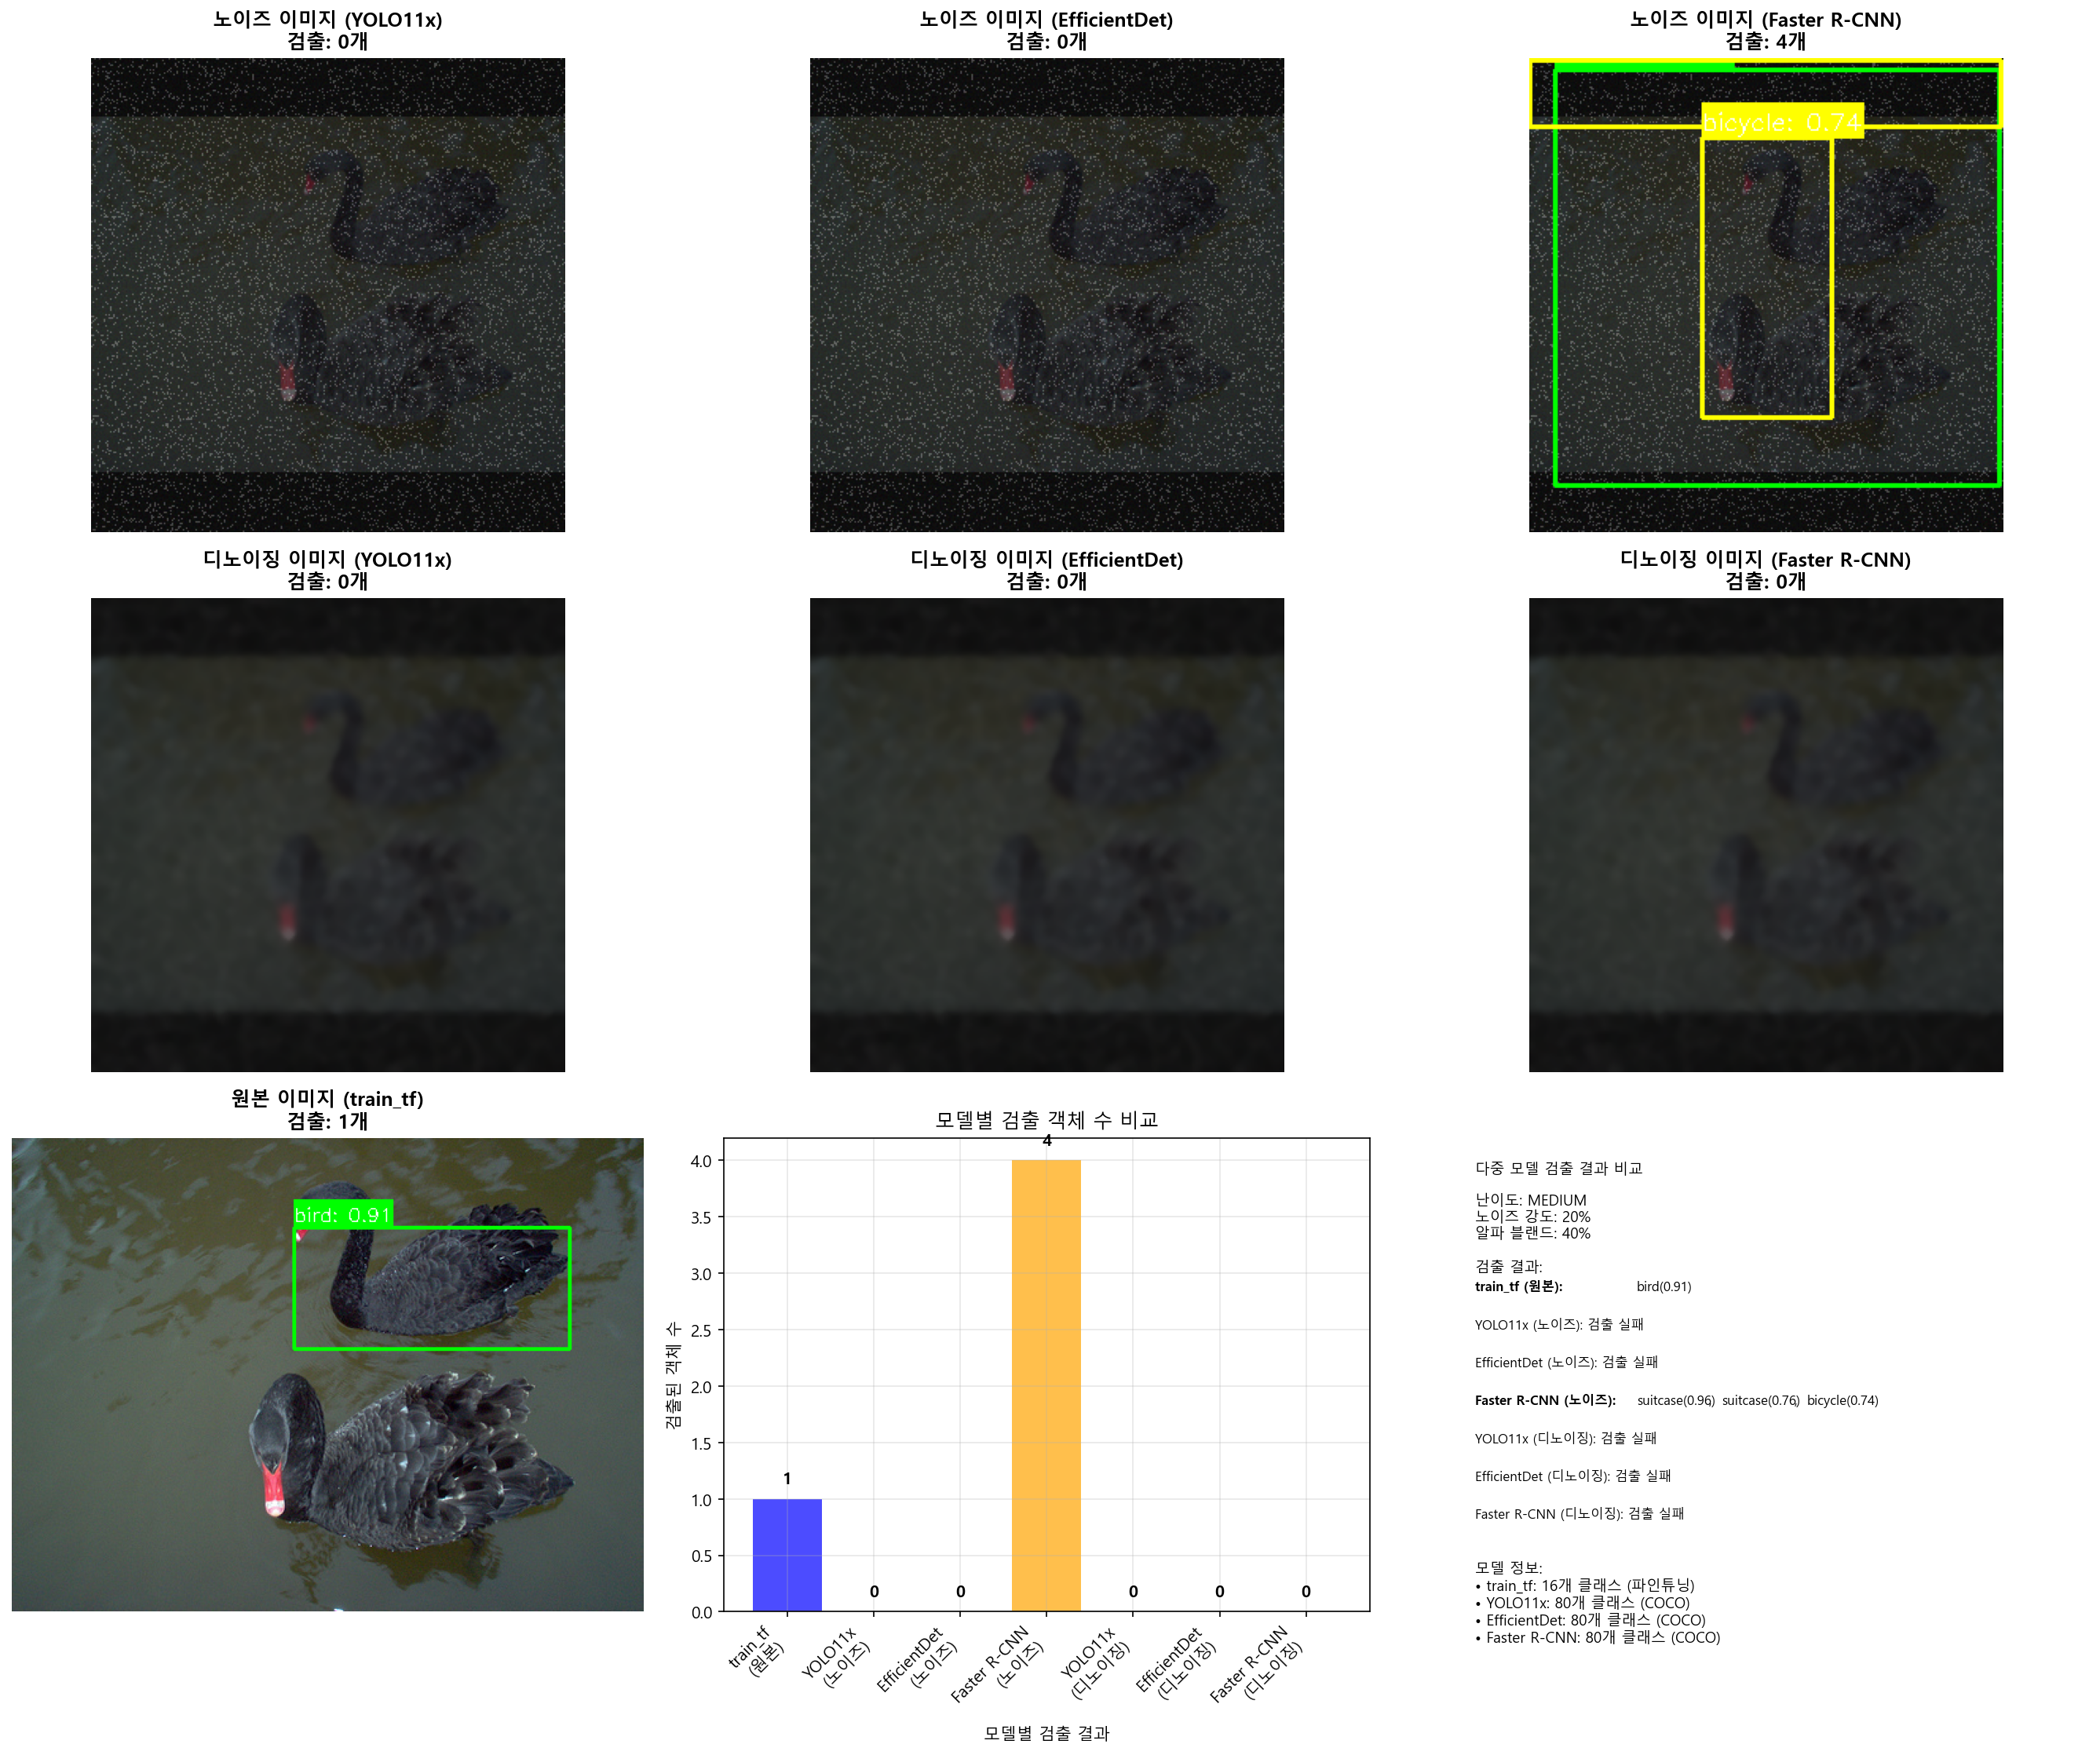 노이즈 이미지 (YOLO11x)
검출: 0개
노이즈 이미지 (EfficientDet)
검출: 0개
노이즈 이미지 (Faster R-CNN)
검출: 4개
bicycle: 0.74
디노이징 이미지 (YOLO11x)
검출: 0개
디노이징 이미지 (EfficientDet)
검출: 0개
디노이징 이미지 (Faster R-CNN)
검출: 0개
원본 이미지 (train_tf)
검출: 1개
bird: 0.91
모델별 검출 객체 수 비교
검출된 객체 수
4.0
3.5
3.0
2.5
2.0
1.5
1.0
0.5
0.0
1
0
0
4
0
0
0
train_tf
(원본)
YOLO11x
(노이즈)
EfficientDet
(노이즈)
Faster R-CNN
(노이즈)
YOLO11x
(디노이징)
EfficientDet
(디노이징)
Faster R-CNN
(디노이징)
모델별 검출 결과
다중 모델 검출 결과 비교
난이도: MEDIUM
노이즈 강도: 20%
알파 블랜드: 40%
검출 결과:
train_tf (원본): bird(0.91)
YOLO11x (노이즈): 검출 실패
EfficientDet (노이즈): 검출 실패
Faster R-CNN (노이즈): suitcase(0.96), suitcase(0.76), bicycle(0.74)
YOLO11x (디노이징): 검출 실패
EfficientDet (디노이징): 검출 실패
Faster R-CNN (디노이징): 검출 실패
모델 정보:
• train_tf: 16개 클래스 (파인튜닝)
• YOLO11x: 80개 클래스 (COCO)
• EfficientDet: 80개 클래스 (COCO)
• Faster R-CNN: 80개 클래스 (COCO)